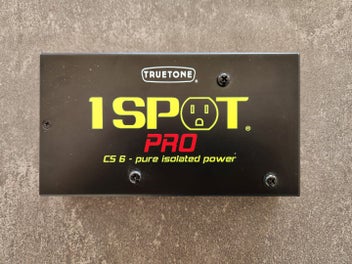 TRUETONE®
1 SPOT®
PRO
CS 6 - pure isolated power